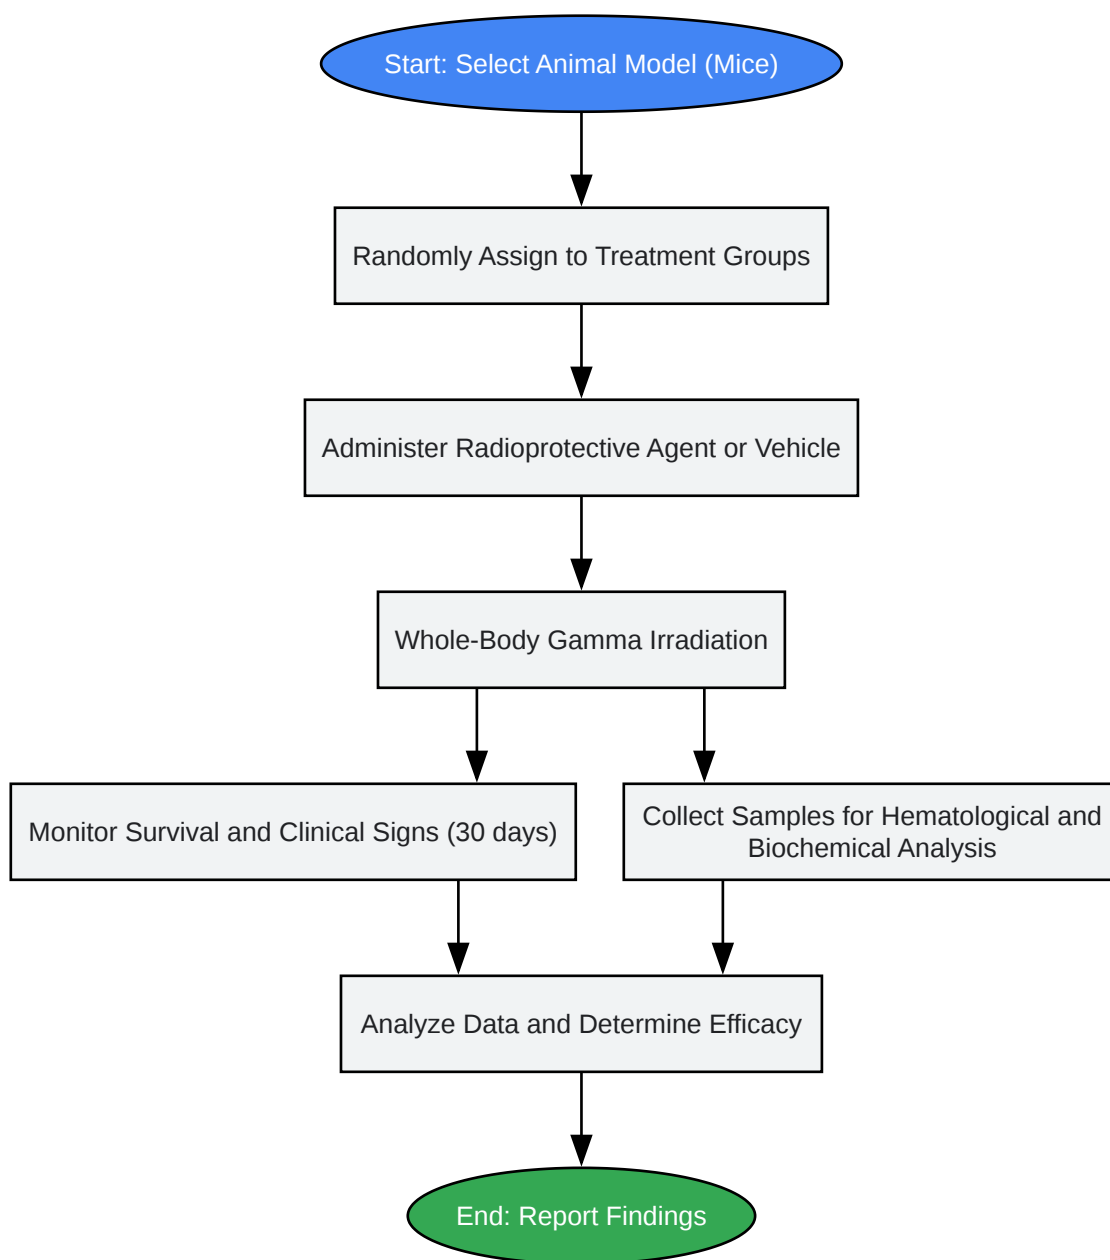 Start: Select Animal Model (Mice)
Randomly Assign to Treatment Groups
Administer Radioprotective Agent or Vehicle
Whole-Body Gamma Irradiation
Monitor Survival and Clinical Signs (30 days)
Collect Samples for Hematological and
Biochemical Analysis
Analyze Data and Determine Efficacy
End: Report Findings